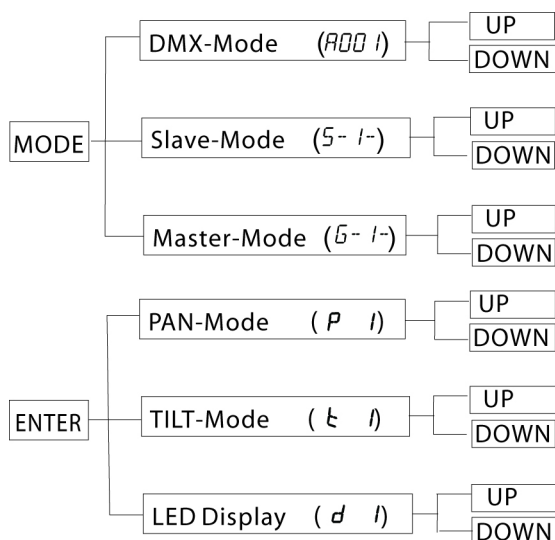 UP
DMX-Mode (A001)
DOWN
UP
MODE Slave-Mode (S-1-)
DOWN
UP
Master-Mode (G-1-)
DOWN
UP
PAN-Mode (P 1)
DOWN
UP
ENTER TILT-Mode (t 1)
DOWN
UP
LED Display (d 1)
DOWN